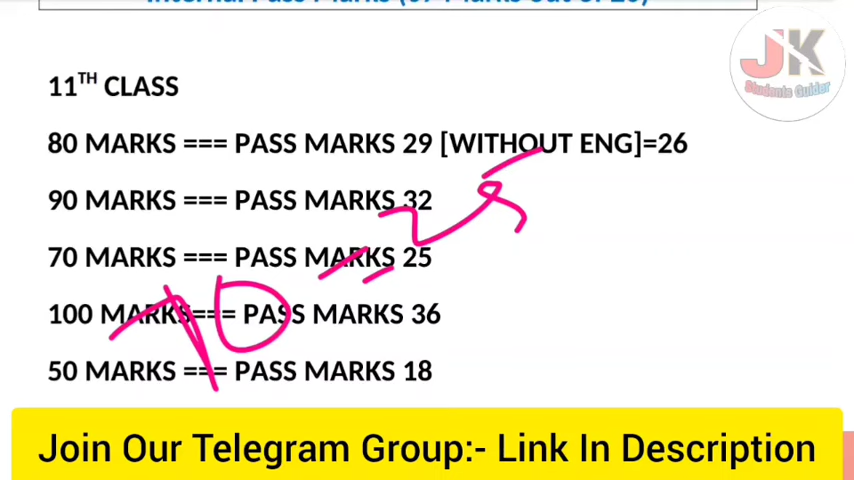 11TH CLASS
80 MARKS === PASS MARKS 29 [WITHOUT ENG]=26
90 MARKS === PASS MARKS 32
70 MARKS === PASS MARKS 25
100 MARKS=== PASS MARKS 36
50 MARKS === PASS MARKS 18
70 = 25
JK
Students Guider
Join Our Telegram Group:- Link In Description